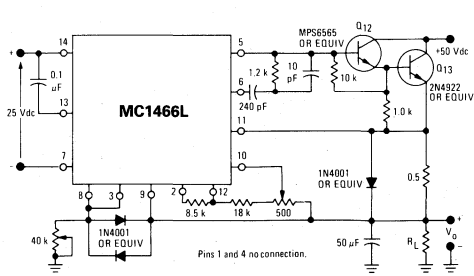 MPS6565
OR EQUIV
Q12
+50 Vdc
Q13
2N4922
OR EQUIV
14
5
+
0.1
µF
1.2 k
10
pF
10 k
6
240 pF
1.0 k
25 Vdc
13
MC1466L
11
7
10
1N4001
OR EQUIV
0.5
8
3
9
2
12
8.5 k
18 k
500
40 k
1N4001
OR EQUIV
50 µF
RL
+
Vo
-
Pins 1 and 4 no connection.